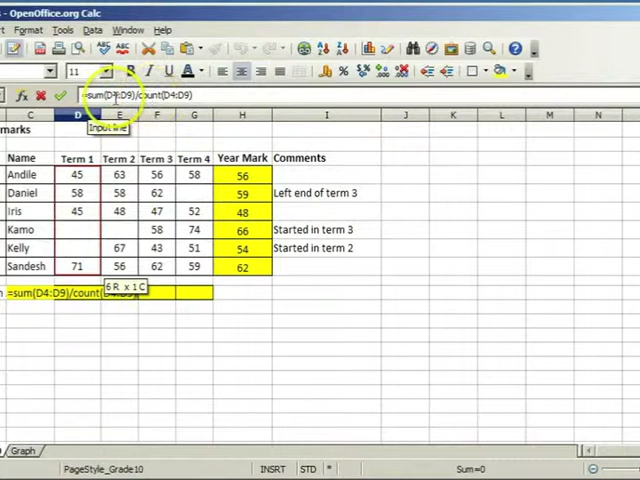 - OpenOffice.org Calc
Format Tools Data Window Help
11
=sum(D4:D9)/count(D4:D9)
Input line
C D E F G H I J K L M N
marks
Name Term 1 Term 2 Term 3 Term 4 Year Mark Comments
Andile 45 63 56 58 56
Daniel 58 58 62 59 Left end of term 3
Iris 45 48 47 52 48
Kamo 58 74 66 Started in term 3
Kelly 67 43 51 54 Started in term 2
Sandesh 71 56 62 59 62
6 R x 1 C
=sum(D4:D9)/count(D4:D9)
Graph
PageStyle_Grade10 INSRT STD * Sum=0